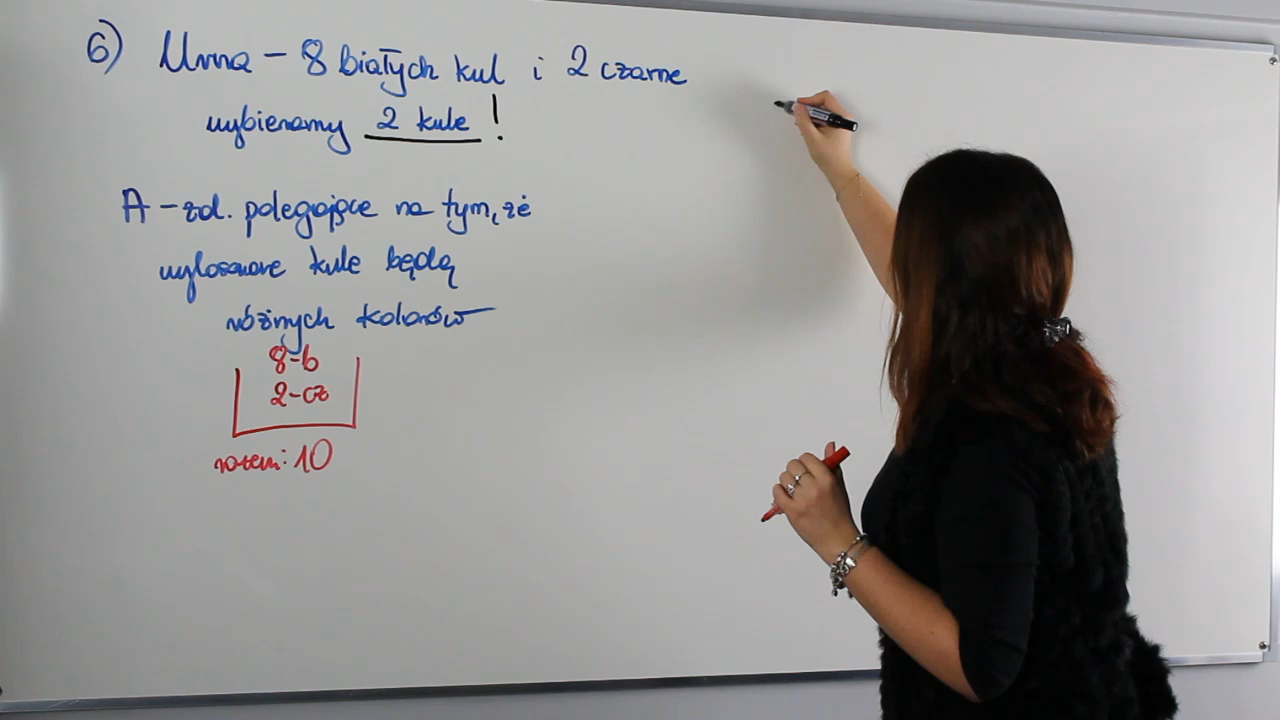 6) Urna – 8 białych kul i 2 czarne
wybieramy 2 kule !
A – zd. polegające na tym, że
wylosowane kule będą
różnych kolorów
8-b
2-cz
razem: 10